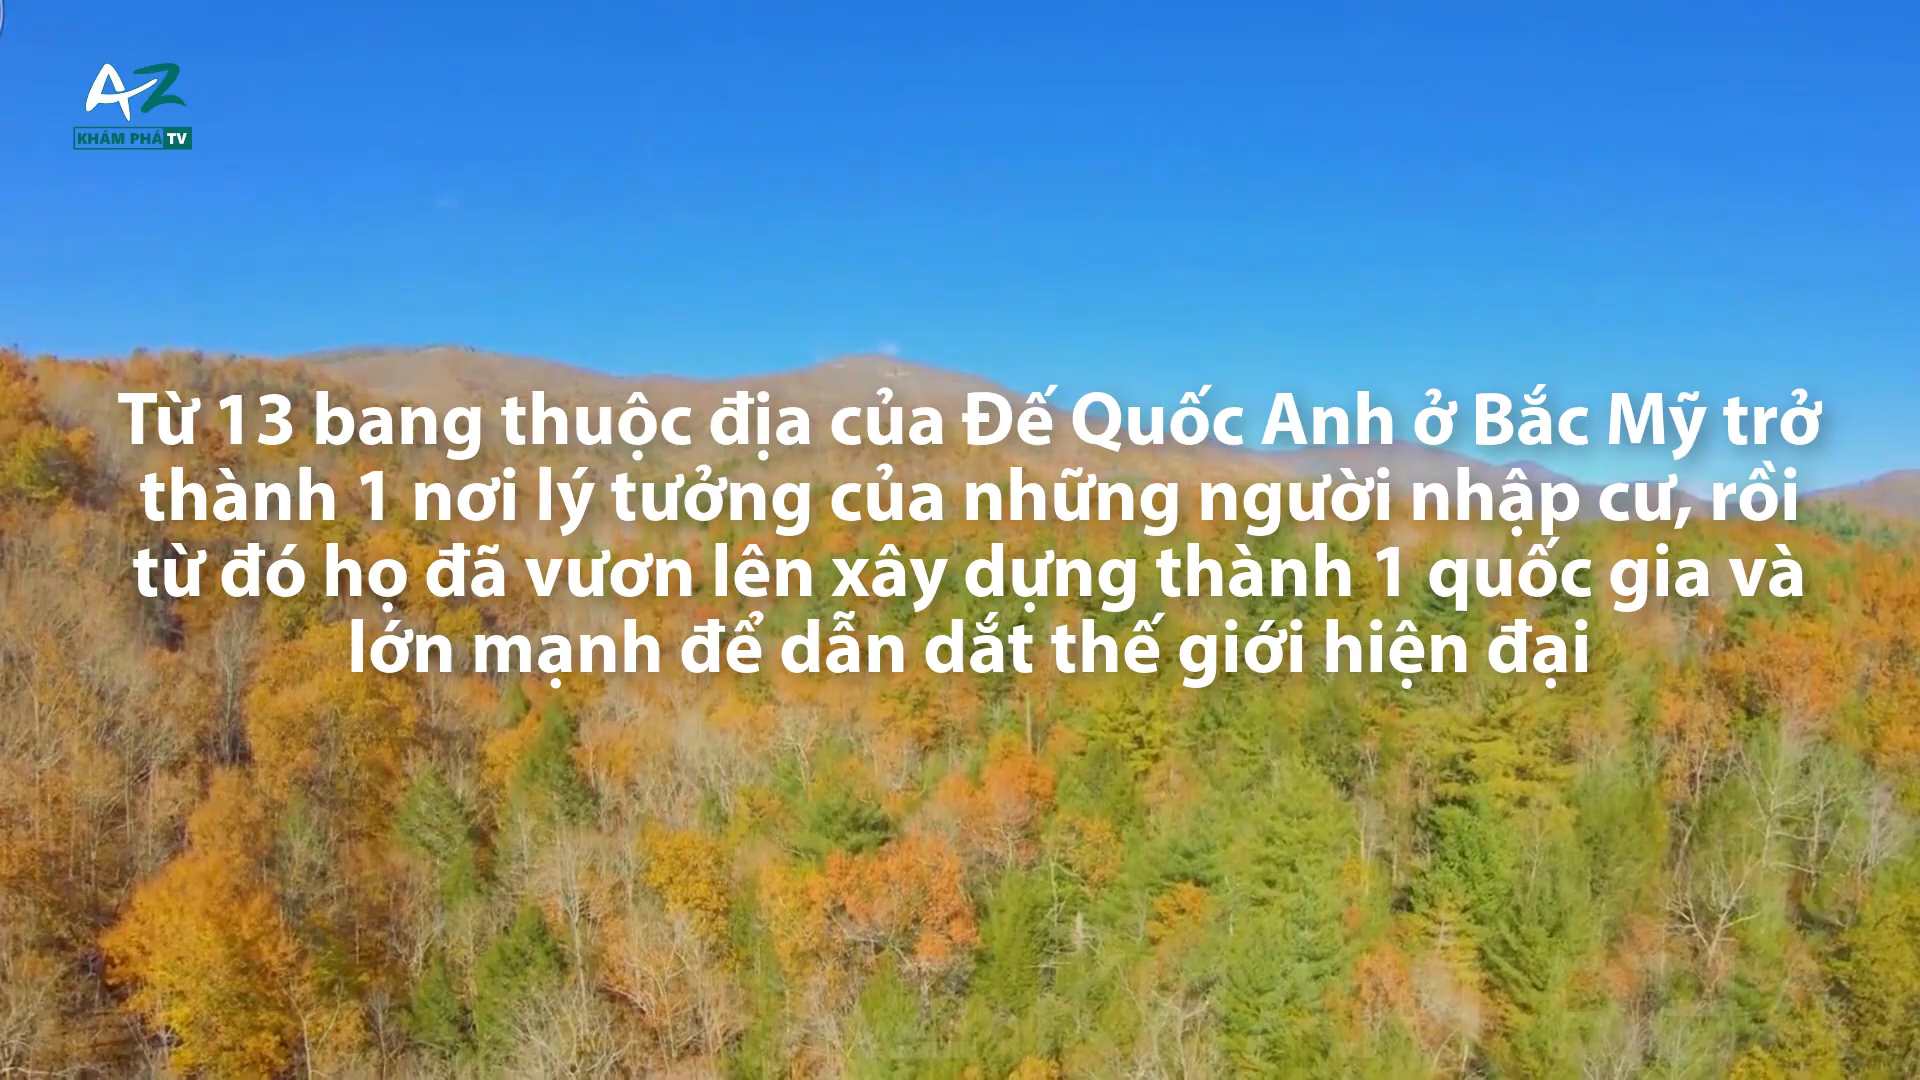 AZ
KHÁM PHÁ TV
Từ 13 bang thuộc địa của Đế Quốc Anh ở Bắc Mỹ trở
thành 1 nơi lý tưởng của những người nhập cư, rồi
từ đó họ đã vươn lên xây dựng thành 1 quốc gia và
lớn mạnh để dẫn dắt thế giới hiện đại